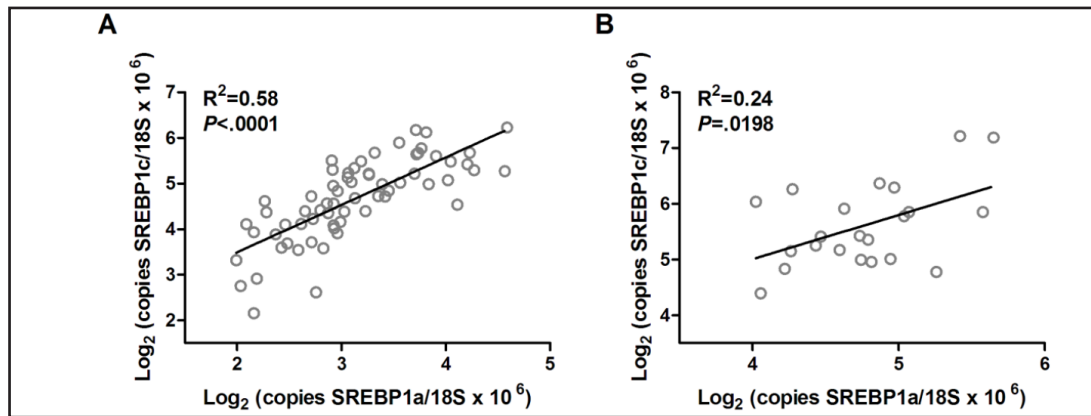 A
Log₂ (copies SREBP1c/18S x 10⁶)
7
6
5
4
3
2
R²=0.58
P<.0001
2
3
4
5
Log₂ (copies SREBP1a/18S x 10⁶)
B
Log₂ (copies SREBP1c/18S x 10⁶)
8
7
6
5
4
R²=0.24
P=.0198
4
5
6
Log₂ (copies SREBP1a/18S x 10⁶)